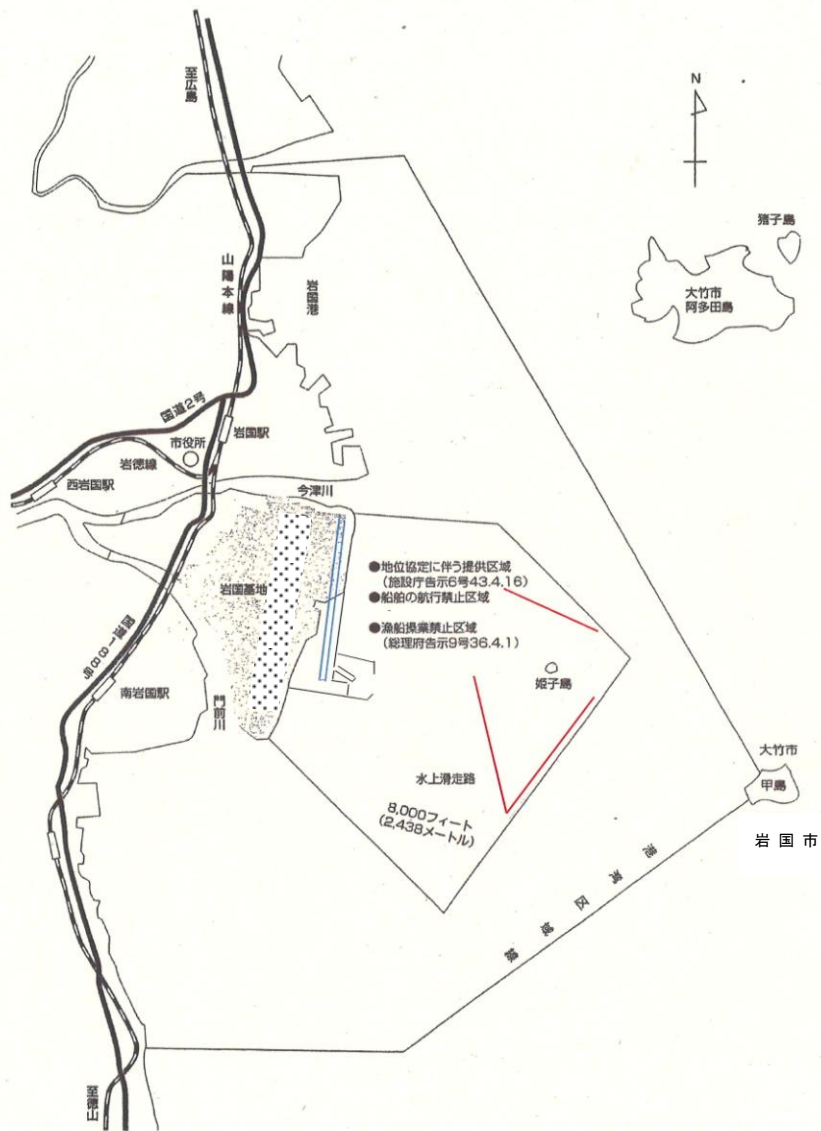 至広島
N
猪子島
大竹市
阿多田島
山陽本線
岩国港
国道2号
市役所
岩国駅
岩徳線
西岩国駅
今津川
●地位協定に伴う提供区域
(施設庁告示6号43.4.16)
●船舶の航行禁止区域
●漁船操業禁止区域
(総理府告示9号36.4.1)
岩国基地
国道188号
姫子島
南岩国駅
門前川
水上滑走路
大竹市
甲島
8,000フィート
(2,438メートル)
岩国市
港湾区域線
至徳山